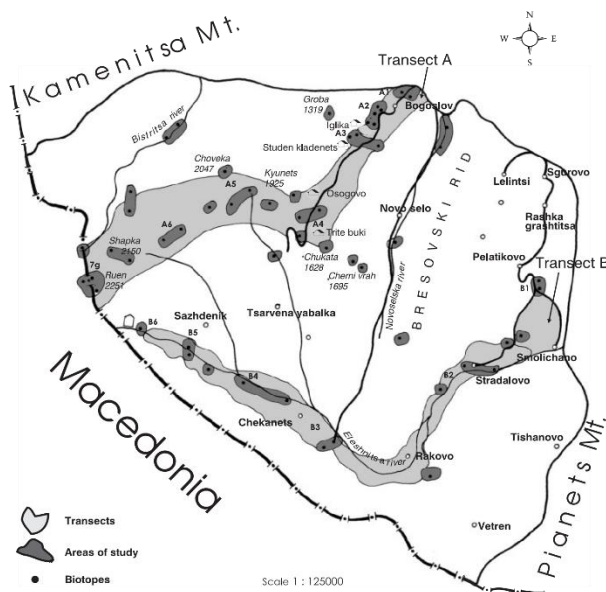 N
W E
S
Kamenitsa Mt.
Transect A
A1
Groba
1319
A2
Bogoslov
Iglika
A3
Studen kladenets
Bistritsa river
Choveka
2047
Kyunets
1925
A5
Osogovo
Lelintsi
Sgurovo
Novo selo
BRESOVSKI RID
Rashka
grashtitsa
A4
Trite buki
A6
Shapka
2150
Chukata
1628
Cherni vrah
1695
Novoselska river
Pelatikovo
Transect B
7g
Ruen
2251
B1
Tsarvena yabalka
Sazhdenik
B6
B5
Smolichano
B4
B2
Stradalovo
Macedonia
Chekanets
B3
Eleshnitsa river
Rakovo
Tishanovo
Vetren
Pianets Mt.
Transects
Areas of study
Biotopes
Scale 1 : 125000